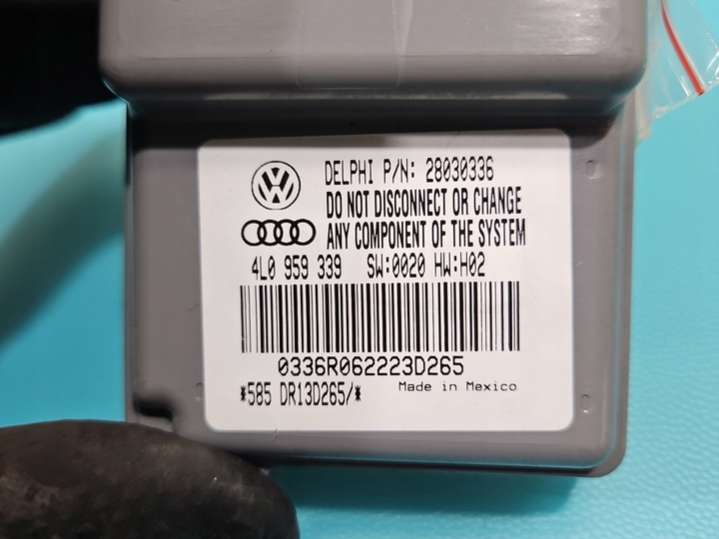 DELPHI P/N: 28030336
DO NOT DISCONNECT OR CHANGE
ANY COMPONENT OF THE SYSTEM
4L0 959 339 SW:0020 HW:H02
0336R062223D265
*585 DR13D265/*
Made in Mexico